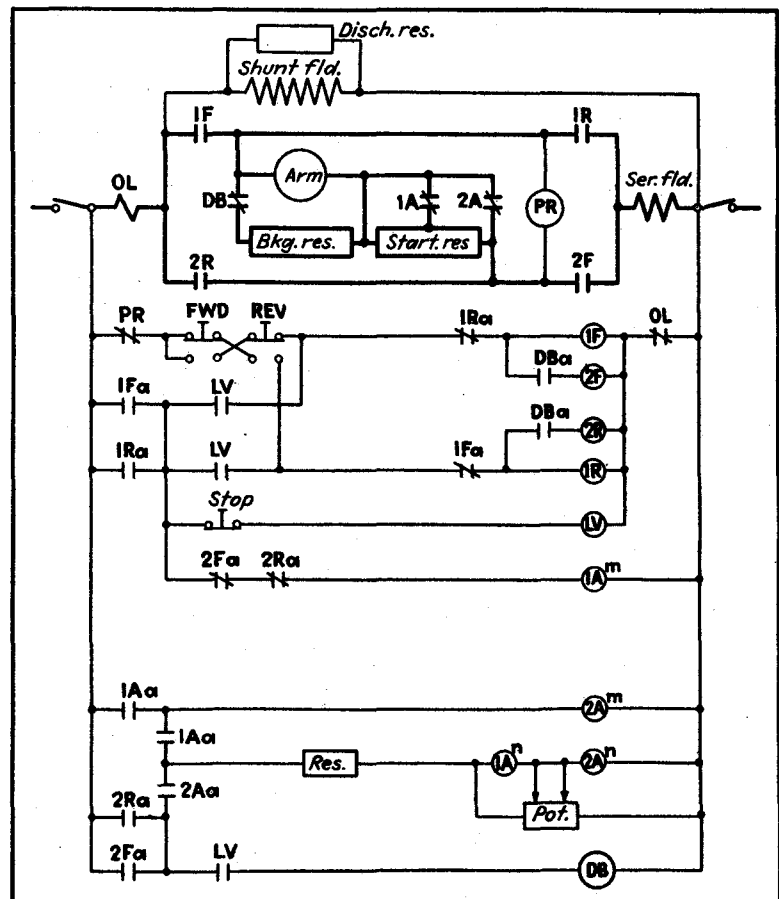 Disch. res.
Shunt fld.
1F
1R
OL
Arm
Ser. fld.
DB
1A
2A
PR
Bkg. res.
Start. res
2R
2F
PR
FWD
REV
1Ra
1F
OL
DBa
2F
1Fa
LV
DBa
2R
1Ra
LV
1Fa
1R
Stop
LV
2Fa
2Ra
1A m
1Aa
2A m
1Aa
Res.
1A n
2A n
2Aa
Pot.
2Ra
2Fa
LV
DB